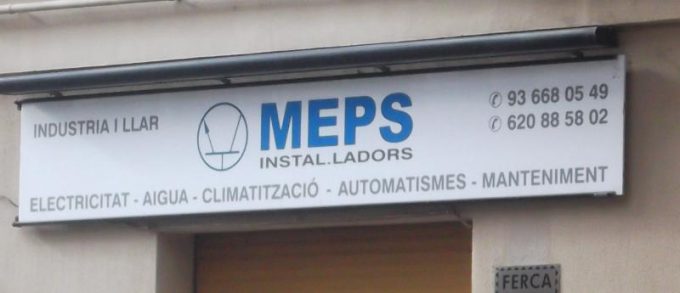 INDUSTRIA I LLAR
MEPS
INSTAL.LADORS
✆ 93 668 05 49
✆ 620 88 58 02
ELECTRICITAT - AIGUA - CLIMATITZACIÓ - AUTOMATISMES - MANTENIMENT
FERCA